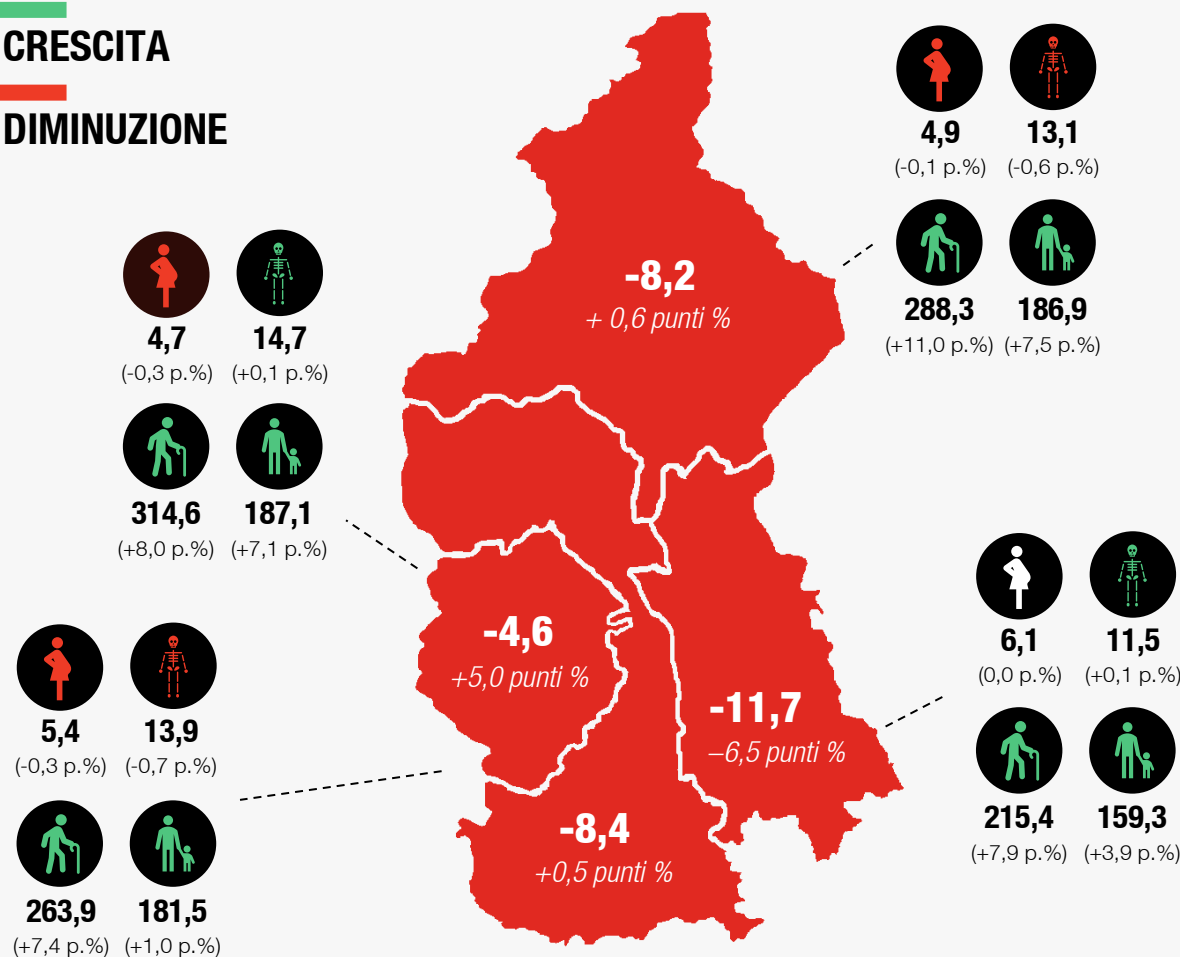 CRESCITA
DIMINUZIONE
4,9 13,1
(-0,1 p.%) (-0,6 p.%)
288,3 186,9
(+11,0 p.%) (+7,5 p.%)
-8,2
+ 0,6 punti %
4,7 14,7
(-0,3 p.%) (+0,1 p.%)
314,6 187,1
(+8,0 p.%) (+7,1 p.%)
-4,6
+5,0 punti %
6,1 11,5
(0,0 p.%) (+0,1 p.%)
215,4 159,3
(+7,9 p.%) (+3,9 p.%)
-11,7
–6,5 punti %
5,4 13,9
(-0,3 p.%) (-0,7 p.%)
263,9 181,5
(+7,4 p.%) (+1,0 p.%)
-8,4
+0,5 punti %